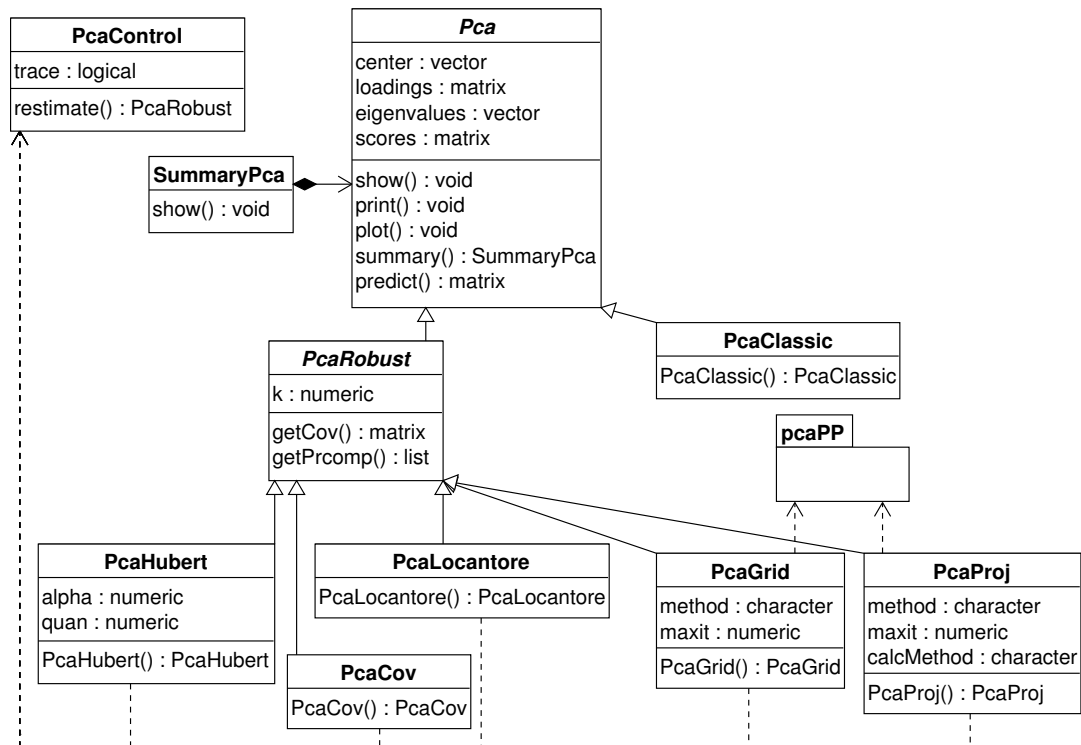 PcaControl
trace : logical
restimate() : PcaRobust
Pca
center : vector
loadings : matrix
eigenvalues : vector
scores : matrix
show() : void
print() : void
plot() : void
summary() : SummaryPca
predict() : matrix
SummaryPca
show() : void
PcaClassic
PcaClassic() : PcaClassic
PcaRobust
k : numeric
getCov() : matrix
getPrcomp() : list
pcaPP
PcaHubert
alpha : numeric
quan : numeric
PcaHubert() : PcaHubert
PcaCov
PcaCov() : PcaCov
PcaLocantore
PcaLocantore() : PcaLocantore
PcaGrid
method : character
maxit : numeric
PcaGrid() : PcaGrid
PcaProj
method : character
maxit : numeric
calcMethod : character
PcaProj() : PcaProj